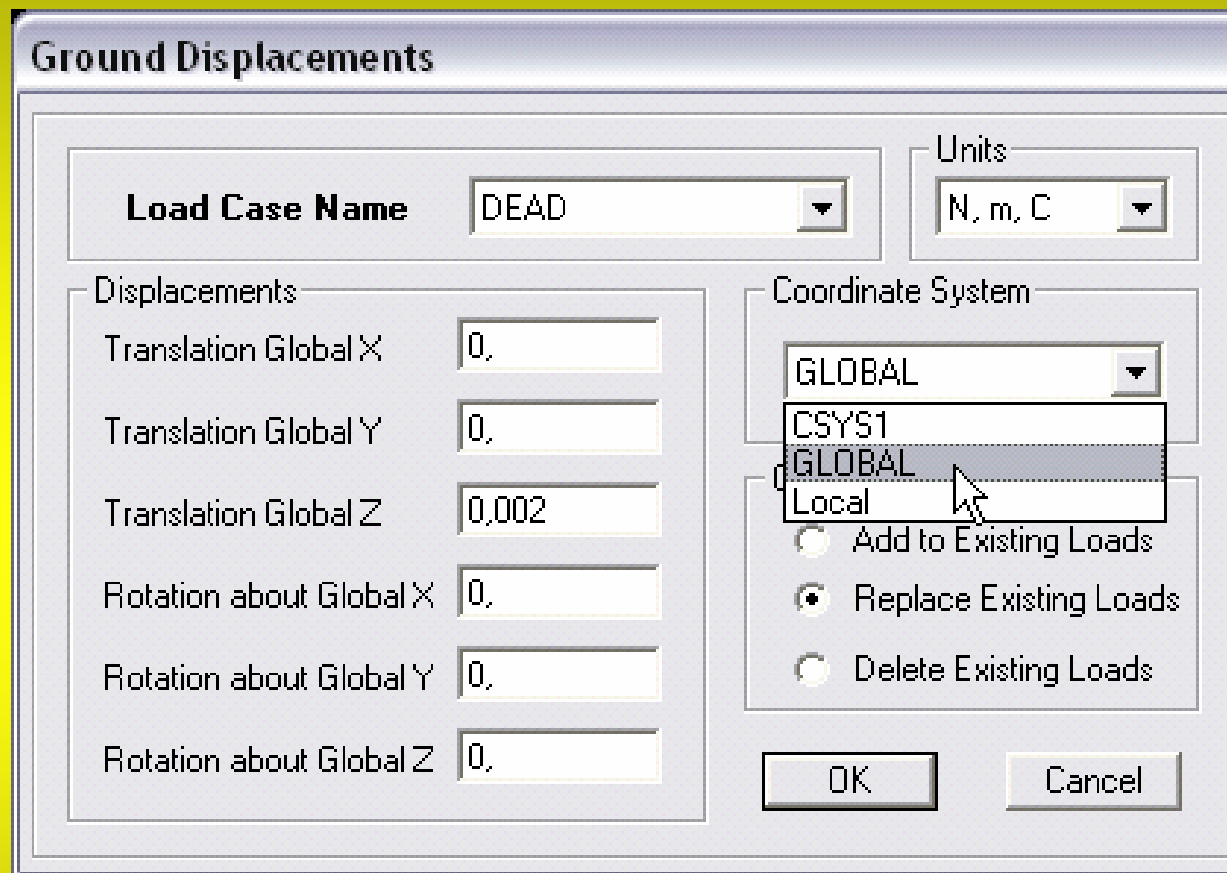 Ground Displacements
Load Case Name
DEAD
Units
N, m, C
Displacements
Translation Global X
0,
Translation Global Y
0,
Translation Global Z
0,002
Rotation about Global X
0,
Rotation about Global Y
0,
Rotation about Global Z
0,
Coordinate System
GLOBAL
CSYS1
GLOBAL
Local
Add to Existing Loads
Replace Existing Loads
Delete Existing Loads
OK
Cancel